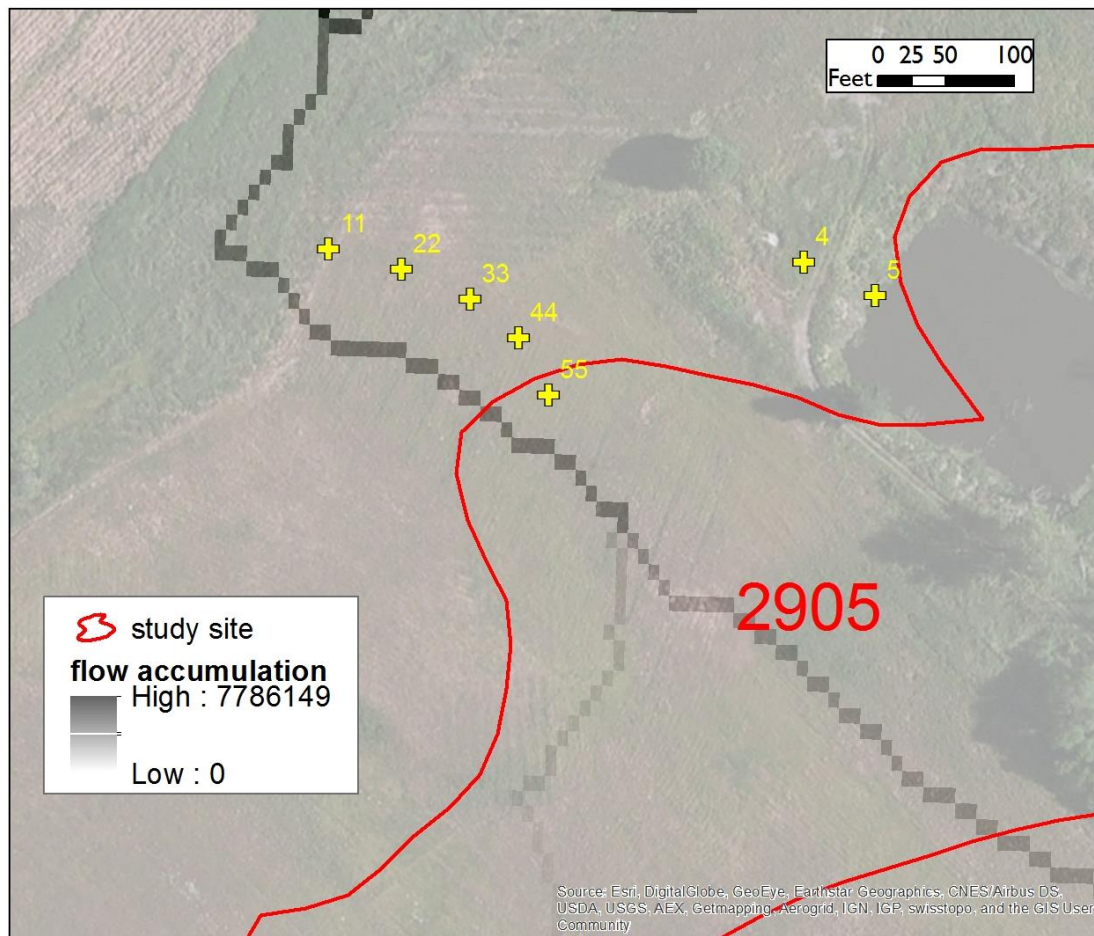 0 25 50 100
Feet
11
22
33
44
55
4
5
2905
study site
flow accumulation
High : 7786149
Low : 0
Source: Esri, DigitalGlobe, GeoEye, Earthstar Geographics, CNES/Airbus DS,
USDA, USGS, AEX, Getmapping, Aerogrid, IGN, IGP, swisstopo, and the GIS User
Community